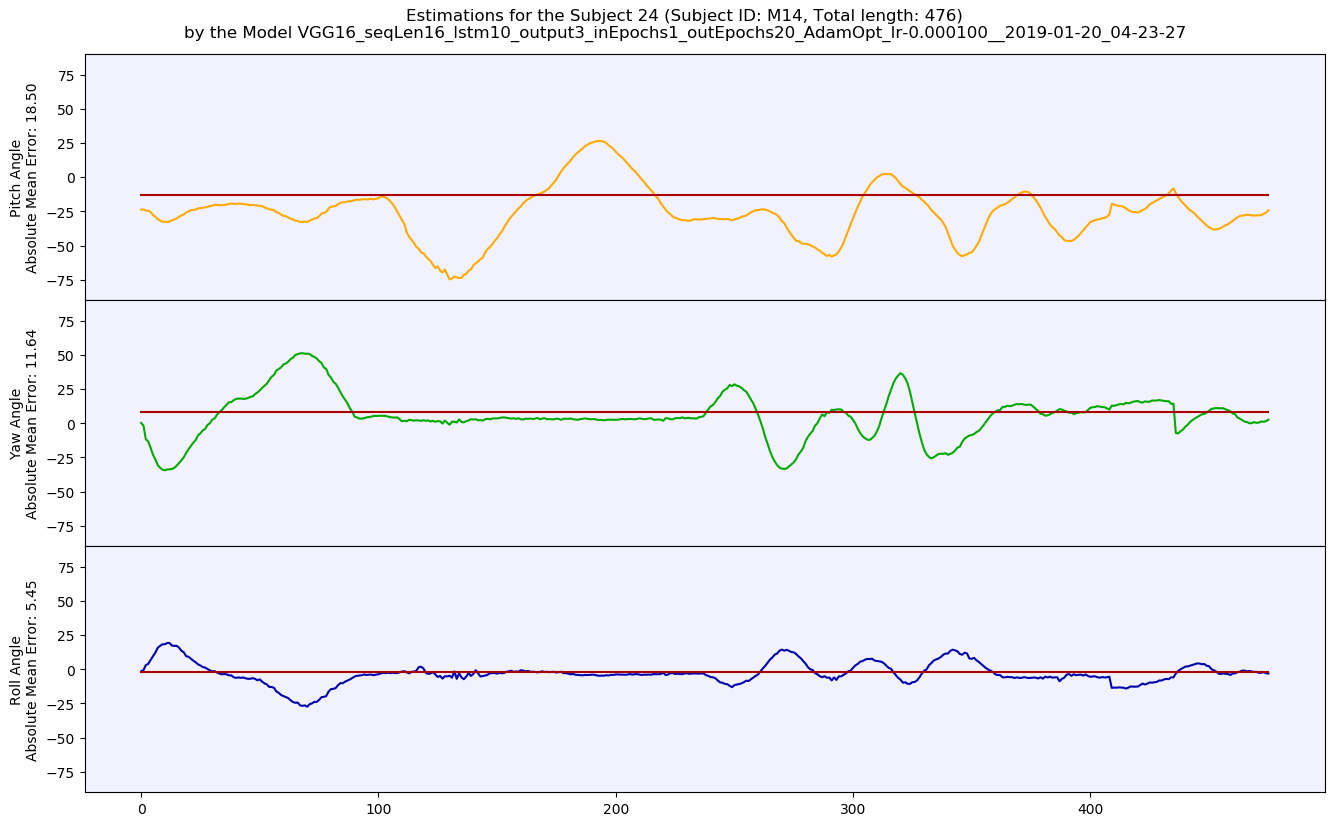 Estimations for the Subject 24 (Subject ID: M14, Total length: 476)
by the Model VGG16_seqLen16_lstm10_output3_inEpochs1_outEpochs20_AdamOpt_lr-0.000100__2019-01-20_04-23-27
Pitch Angle
Absolute Mean Error: 18.50
75
50
25
0
−25
−50
−75
Yaw Angle
Absolute Mean Error: 11.64
75
50
25
0
−25
−50
−75
Roll Angle
Absolute Mean Error: 5.45
75
50
25
0
−25
−50
−75
0 100 200 300 400